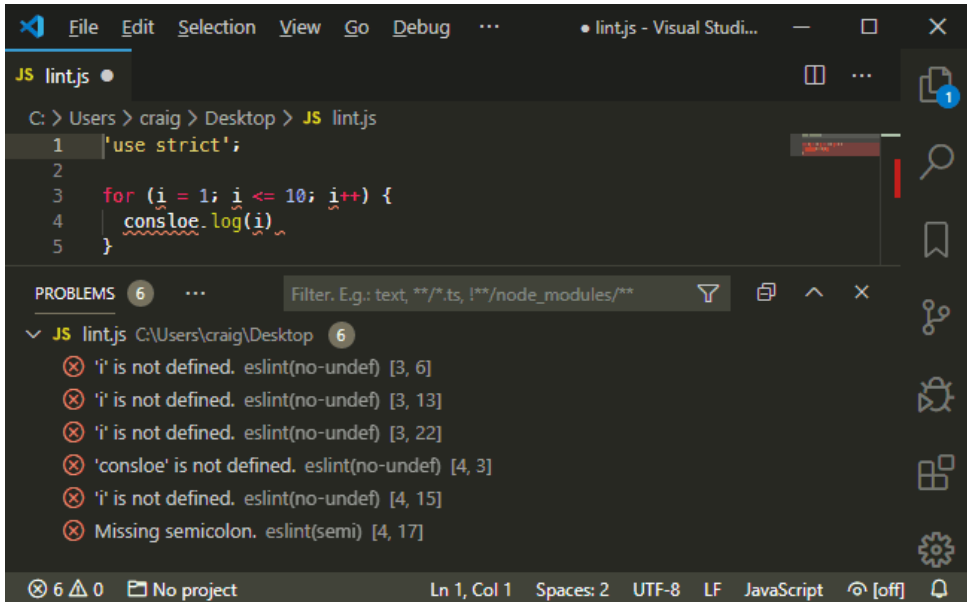 File Edit Selection View Go Debug ··· ● lint.js - Visual Studi...
JS lint.js ●
C: > Users > craig > Desktop > JS lint.js
1 'use strict';
2
3 for (i = 1; i <= 10; i++) {
4 consloe.log(i)
5 }
PROBLEMS 6 ··· Filter. E.g.: text, **/*.ts, !**/node_modules/**
JS lint.js C:\Users\craig\Desktop 6
'i' is not defined. eslint(no-undef) [3, 6]
'i' is not defined. eslint(no-undef) [3, 13]
'i' is not defined. eslint(no-undef) [3, 22]
'consloe' is not defined. eslint(no-undef) [4, 3]
'i' is not defined. eslint(no-undef) [4, 15]
Missing semicolon. eslint(semi) [4, 17]
6 0 No project Ln 1, Col 1 Spaces: 2 UTF-8 LF JavaScript [off]
1